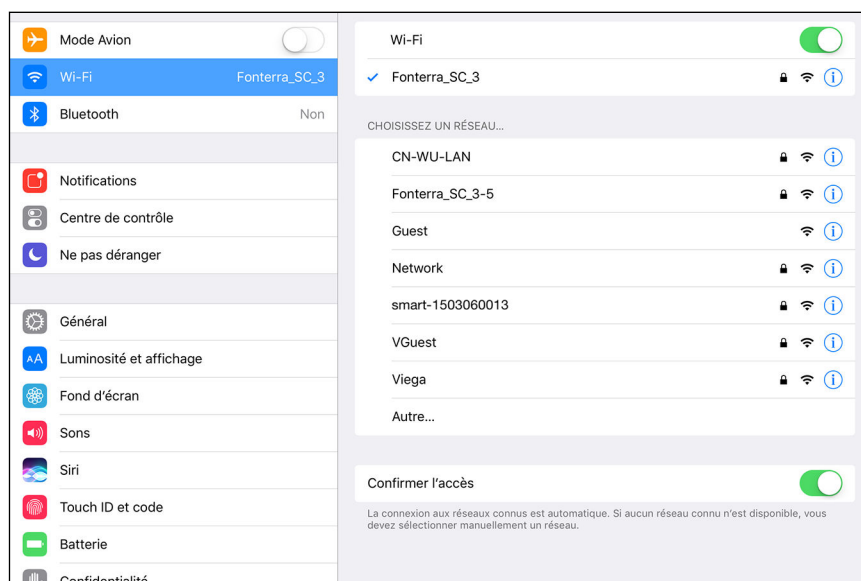 Mode Avion
Wi-Fi Fonterra_SC_3
Bluetooth Non
Notifications
Centre de contrôle
Ne pas déranger
Général
AA Luminosité et affichage
Fond d'écran
Sons
Siri
Touch ID et code
Batterie
Confidentialité
Wi-Fi
Fonterra_SC_3
CHOISISSEZ UN RÉSEAU...
CN-WU-LAN
Fonterra_SC_3-5
Guest
Network
smart-1503060013
VGuest
Viega
Autre...
Confirmer l'accès
La connexion aux réseaux connus est automatique. Si aucun réseau connu n'est disponible, vous
devez sélectionner manuellement un réseau.